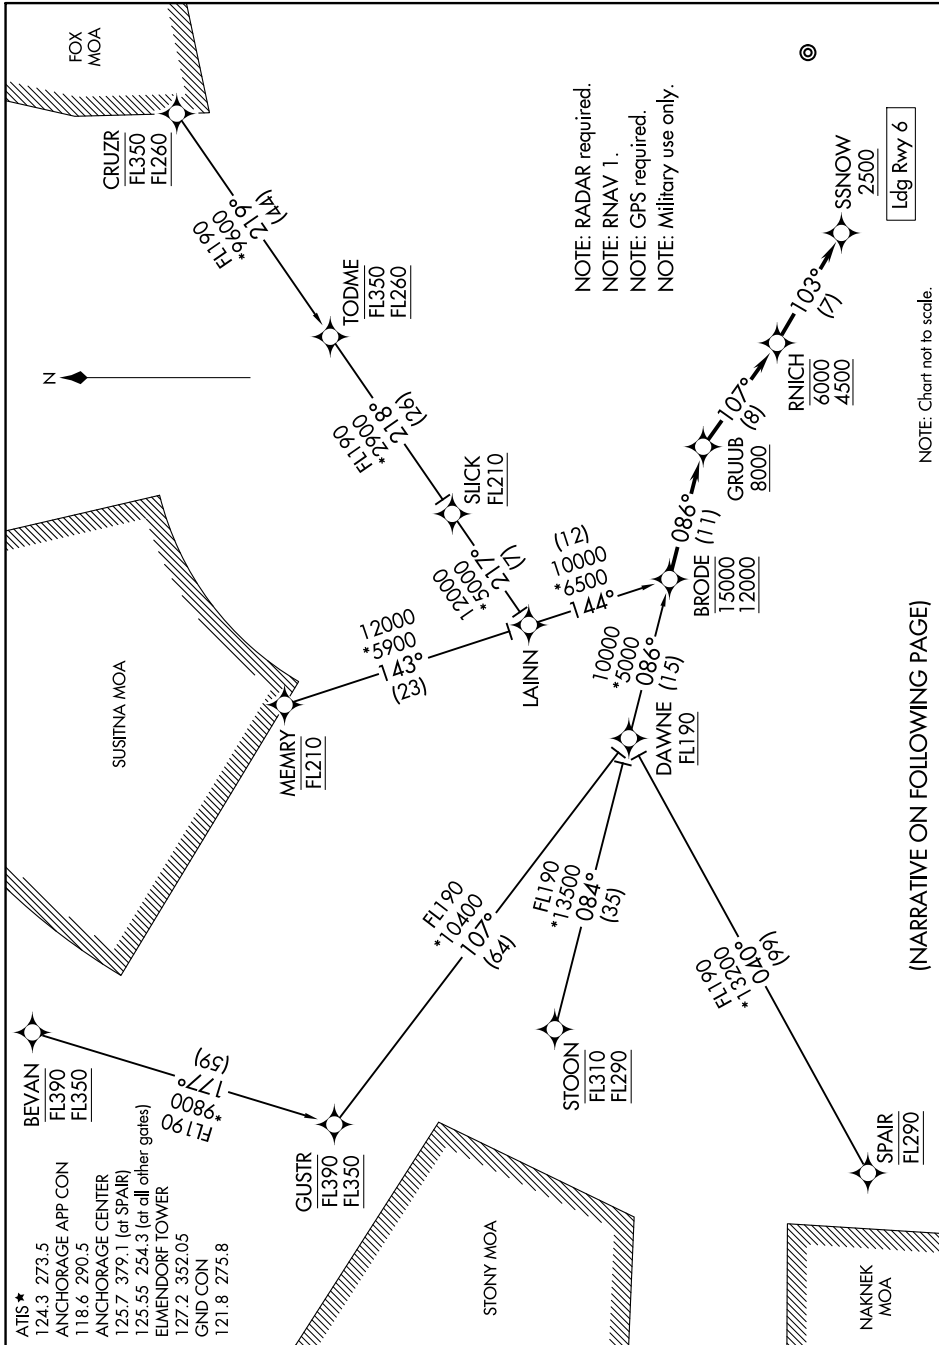 ATIS★
124.3 273.5
ANCHORAGE APP CON
118.6 290.5
ANCHORAGE CENTER
125.7 379.1 (at SPAIR)
125.55 254.3 (at all other gates)
ELMENDORF TOWER
127.2 352.05
GND CON
121.8 275.8
BEVAN
FL390
FL350
FL190
*9800
177°
(59)
GUSTR
FL390
FL350
FL190
*10400
107°
(64)
STONY MOA
NAKNEK
MOA
STOON
FL310
FL290
FL190
*13500
084°
(35)
SPAIR
FL290
FL190
*13200
040°
(99)
SUSITNA MOA
MEMRY
FL210
12000
*5900
143°
(23)
LAINN
DAWNE
FL190
10000
*5000
086°
(15)
(12)
10000
*6500
144°
12000
*5000
217°
(7)
SLICK
FL210
FL190
*2900
218°
(26)
TODME
FL350
FL260
FL190
*9600
219°
(44)
CRUZR
FL350
FL260
FOX
MOA
N
BRODE
15000
12000
086°
(11)
GRUUB
8000
107°
(8)
RNICH
6000
4500
103°
(7)
SSNOW
2500
Ldg Rwy 6
NOTE: RADAR required.
NOTE: RNAV 1.
NOTE: GPS required.
NOTE: Military use only.
NOTE: Chart not to scale.
(NARRATIVE ON FOLLOWING PAGE)